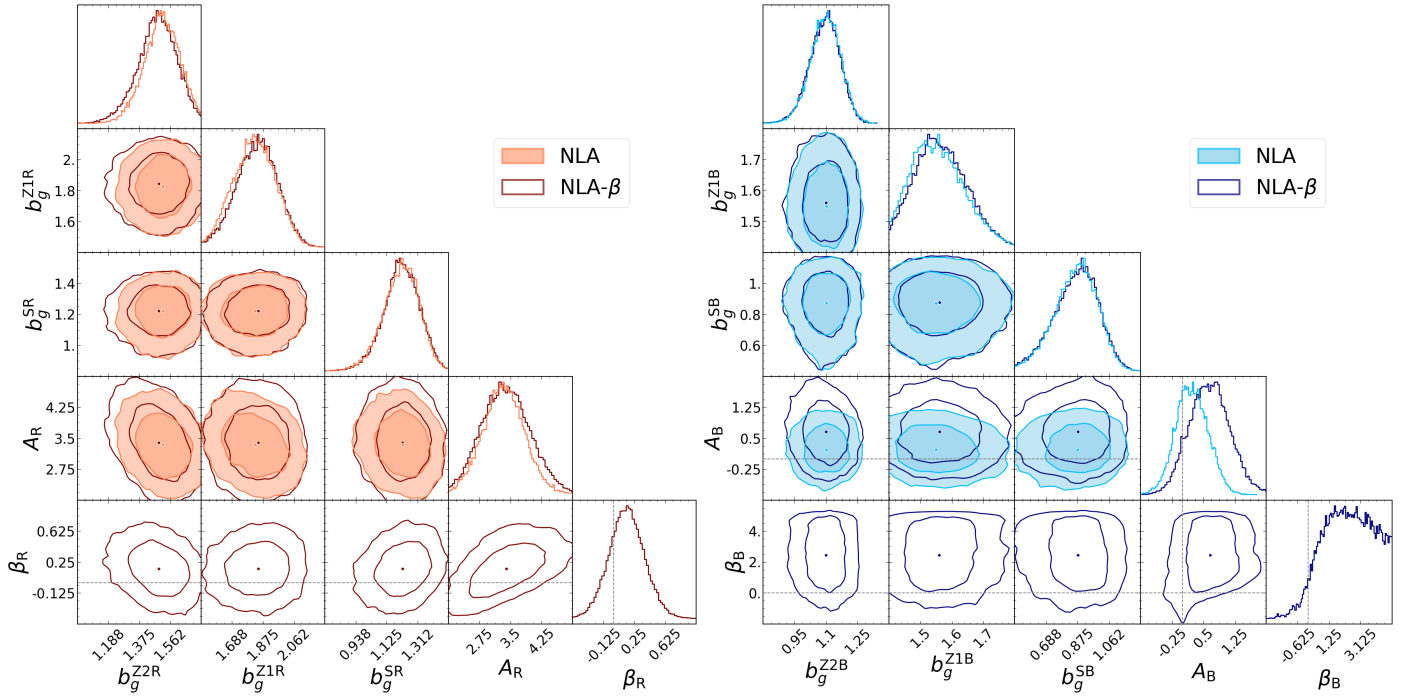 NLA
NLA-β
b_g^Z1R
2.
1.8
1.6
b_g^SR
1.4
1.2
1.
A_R
4.25
3.5
2.75
β_R
0.625
0.25
-0.125
1.188 1.375 1.562
1.688 1.875 2.062
0.938 1.125 1.312
2.75 3.5 4.25
-0.125 0.25 0.625
b_g^Z2R b_g^Z1R b_g^SR A_R β_R
NLA
NLA-β
b_g^Z1B
1.7
1.6
1.5
b_g^SB
1.
0.8
0.6
A_B
1.25
0.5
-0.25
β_B
4.
2.
0.
0.95 1.1 1.25
1.5 1.6 1.7
0.688 0.875 1.062
-0.25 0.5 1.25
-0.625 1.25 3.125
b_g^Z2B b_g^Z1B b_g^SB A_B β_B